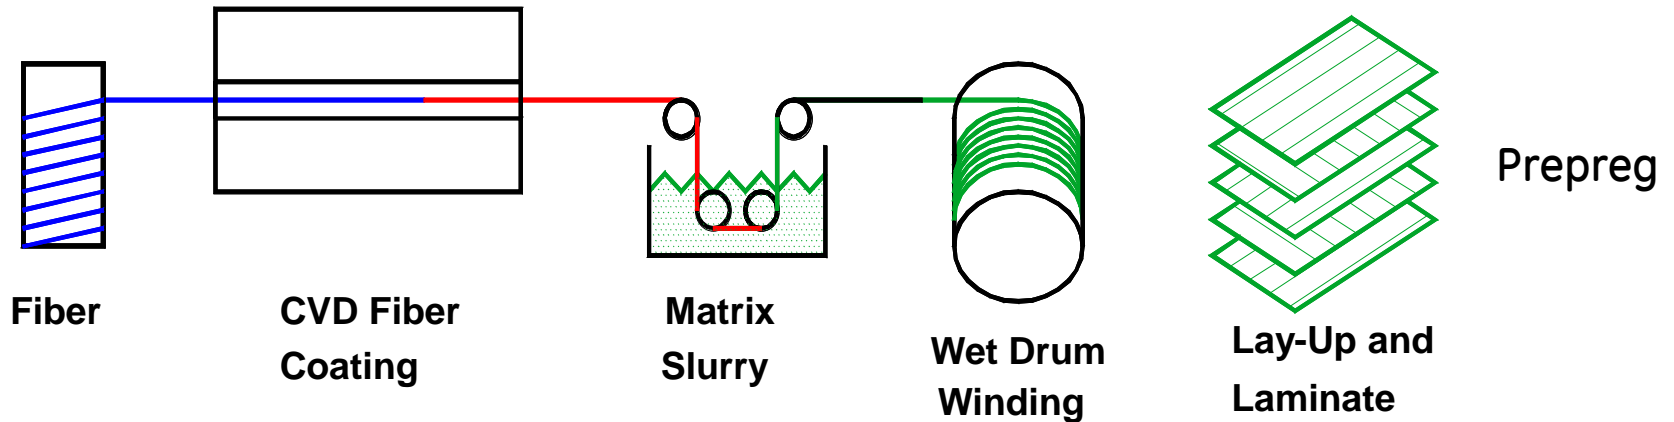 Fiber
CVD Fiber
Coating
Matrix
Slurry
Wet Drum
Winding
Lay-Up and
Laminate
Prepreg